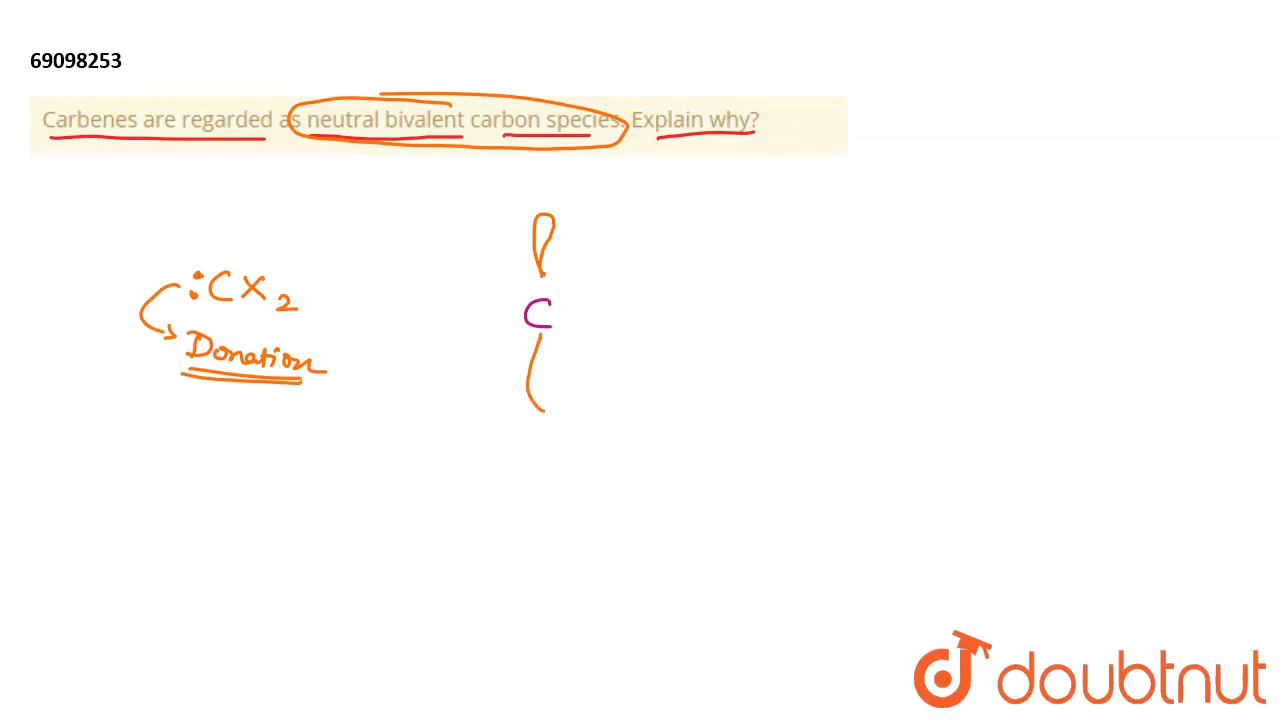 69098253
Carbenes are regarded as neutral bivalent carbon species. Explain why?
:CX2
Donation
C
doubtnut